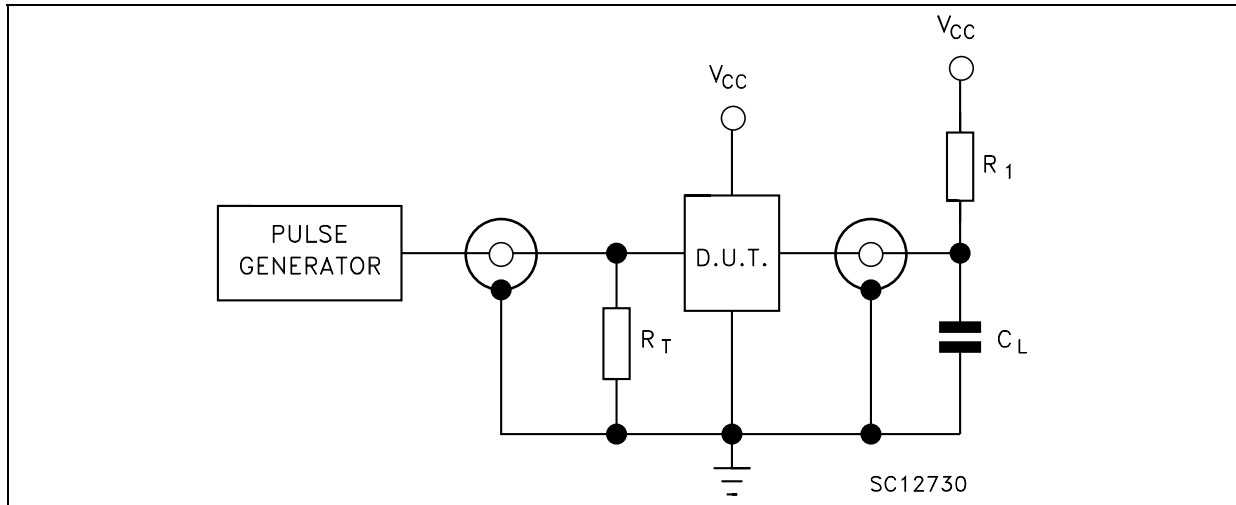 VCC
VCC
R1
PULSE
GENERATOR
D.U.T.
RT
CL
SC12730